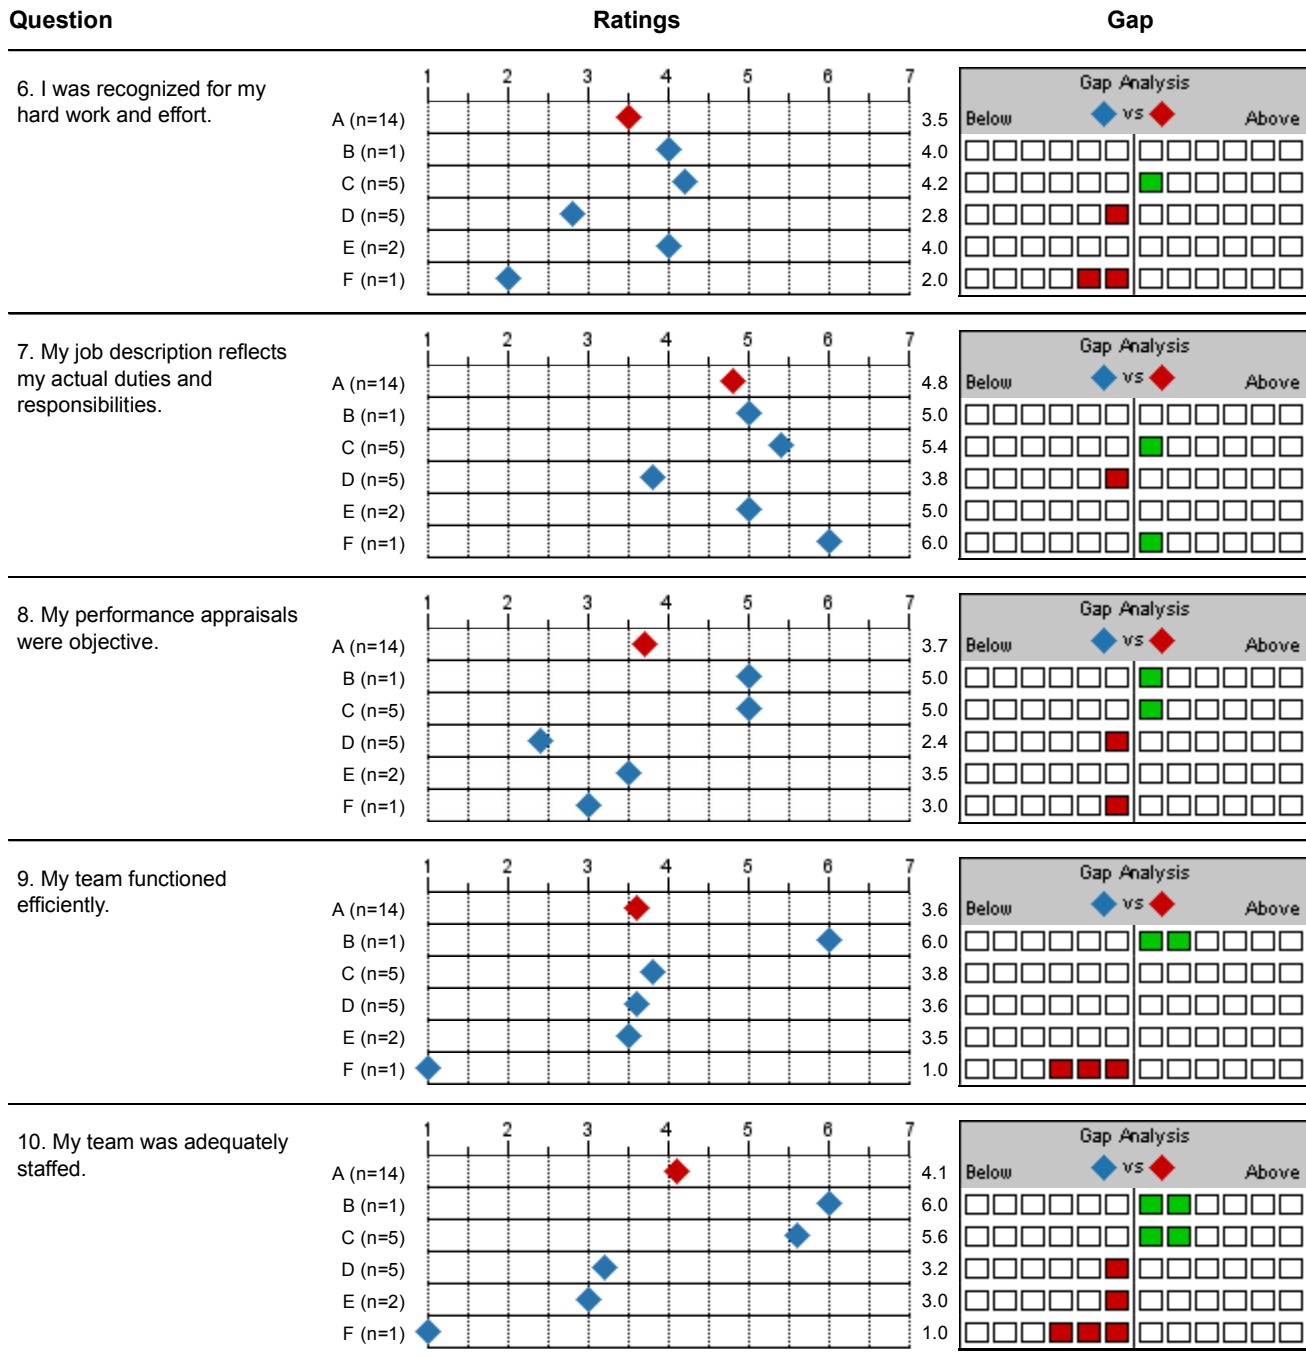 Question Ratings Gap
6. I was recognized for my
hard work and effort.
1 2 3 4 5 6 7
A (n=14) 3.5
B (n=1) 4.0
C (n=5) 4.2
D (n=5) 2.8
E (n=2) 4.0
F (n=1) 2.0
Gap Analysis
Below vs Above
7. My job description reflects
my actual duties and
responsibilities.
1 2 3 4 5 6 7
A (n=14) 4.8
B (n=1) 5.0
C (n=5) 5.4
D (n=5) 3.8
E (n=2) 5.0
F (n=1) 6.0
Gap Analysis
Below vs Above
8. My performance appraisals
were objective.
1 2 3 4 5 6 7
A (n=14) 3.7
B (n=1) 5.0
C (n=5) 5.0
D (n=5) 2.4
E (n=2) 3.5
F (n=1) 3.0
Gap Analysis
Below vs Above
9. My team functioned
efficiently.
1 2 3 4 5 6 7
A (n=14) 3.6
B (n=1) 6.0
C (n=5) 3.8
D (n=5) 3.6
E (n=2) 3.5
F (n=1) 1.0
Gap Analysis
Below vs Above
10. My team was adequately
staffed.
1 2 3 4 5 6 7
A (n=14) 4.1
B (n=1) 6.0
C (n=5) 5.6
D (n=5) 3.2
E (n=2) 3.0
F (n=1) 1.0
Gap Analysis
Below vs Above